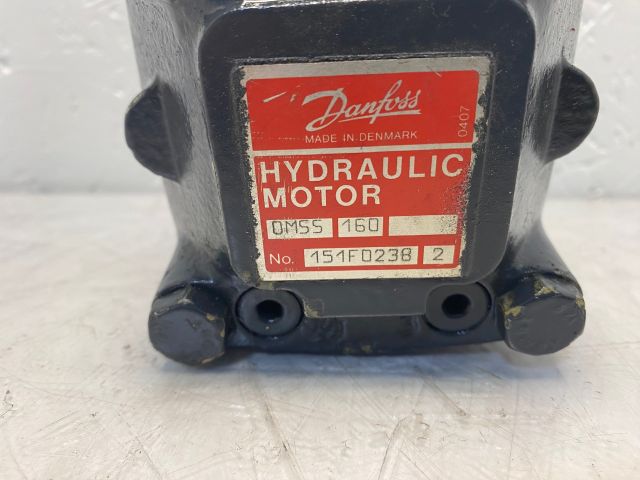 Danfoss
MADE IN DENMARK
0407
HYDRAULIC
MOTOR
OMSS 160
No. 151F0238 2